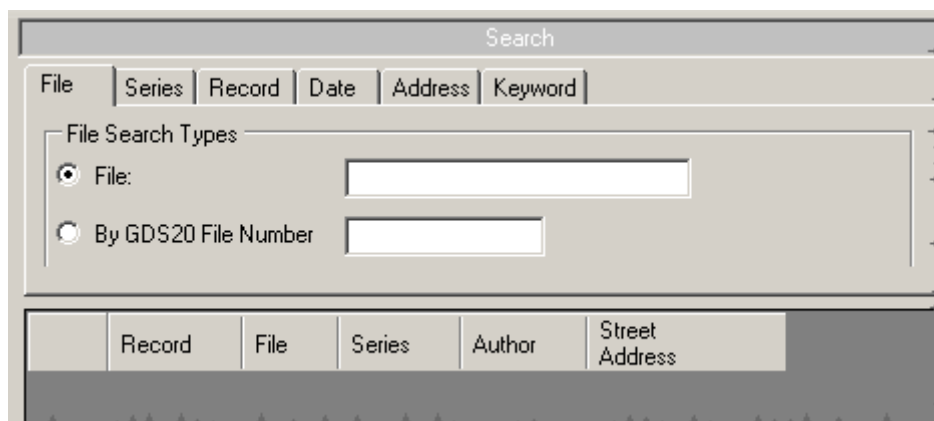 Search
File Series Record Date Address Keyword
File Search Types
File:
By GDS20 File Number
Record File Series Author Street Address